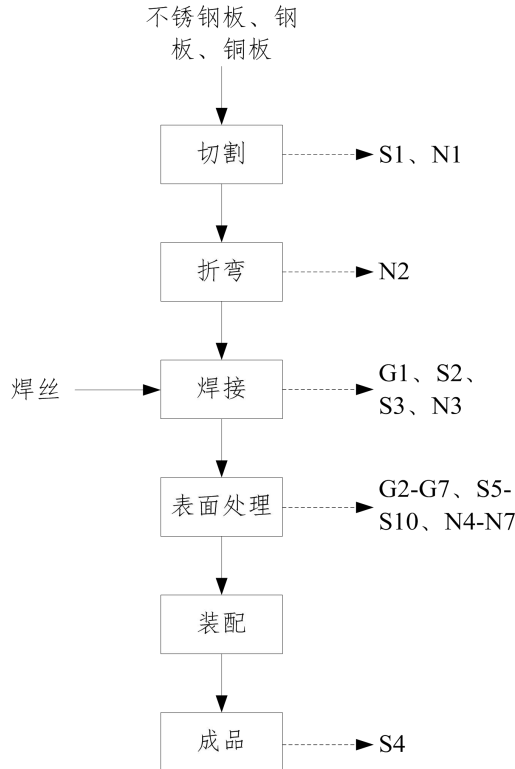 不锈钢板、钢
板、铜板
切割
S1、N1
折弯
N2
焊丝
焊接
G1、S2、
S3、N3
表面处理
G2-G7、S5-
S10、N4-N7
装配
成品
S4